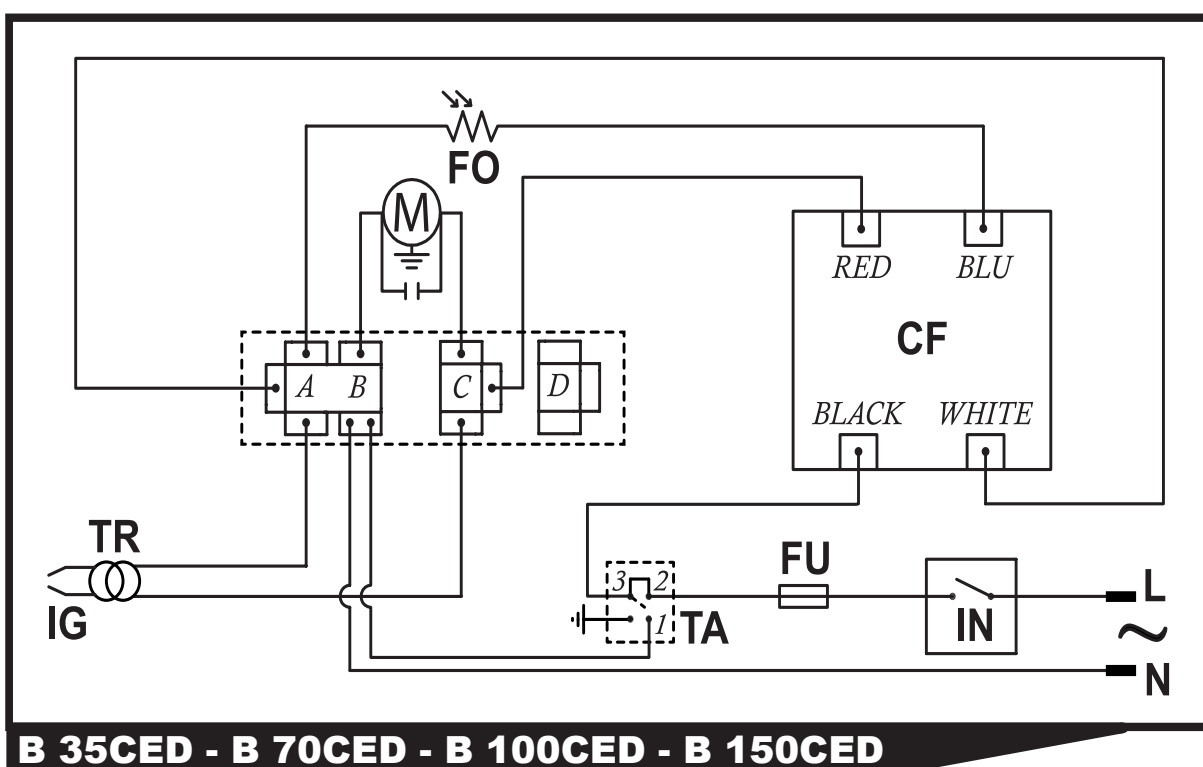 FO
M
RED BLU
CF
A B C D
BLACK WHITE
TR
IG
3 2
1
TA
FU
IN
L
~
N
B 35CED - B 70CED - B 100CED - B 150CED